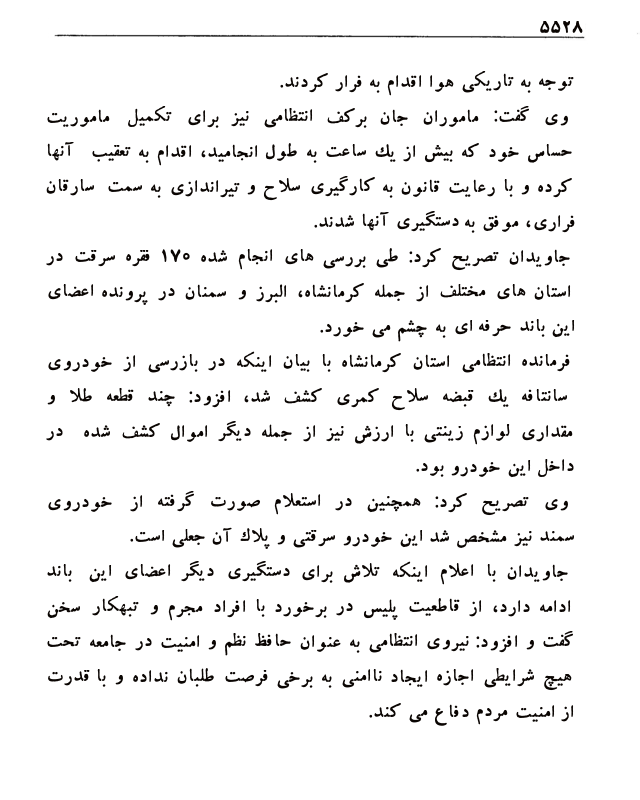 ۵۵۲۸
توجه به تاریکی هوا اقدام به فرار کردند.
وی گفت: ماموران جان برکف انتظامی نیز برای تکمیل ماموریت
حساس خود که بیش از یك ساعت به طول انجامید، اقدام به تعقیب آنها
کرده و با رعایت قانون به کارگیری سلاح و تیراندازی به سمت سارقان
فراری، موفق به دستگیری آنها شدند.
جاویدان تصریح کرد: طی بررسی های انجام شده ۱۷۰ فقره سرقت در
استان های مختلف از جمله کرمانشاه، البرز و سمنان در پرونده اعضای
این باند حرفه ای به چشم می خورد.
فرمانده انتظامی استان کرمانشاه با بیان اینکه در بازرسی از خودروی
سانتافه یك قبضه سلاح کمری کشف شد، افزود: چند قطعه طلا و
مقداری لوازم زینتی با ارزش نیز از جمله دیگر اموال کشف شده در
داخل این خودرو بود.
وی تصریح کرد: همچنین در استعلام صورت گرفته از خودروی
سمند نیز مشخص شد این خودرو سرقتی و پلاك آن جعلی است.
جاویدان با اعلام اینکه تلاش برای دستگیری دیگر اعضای این باند
ادامه دارد، از قاطعیت پلیس در برخورد با افراد مجرم و تبهکار سخن
گفت و افزود: نیروی انتظامی به عنوان حافظ نظم و امنیت در جامعه تحت
هیچ شرایطی اجازه ایجاد ناامنی به برخی فرصت طلبان نداده و با قدرت
از امنیت مردم دفاع می کند.